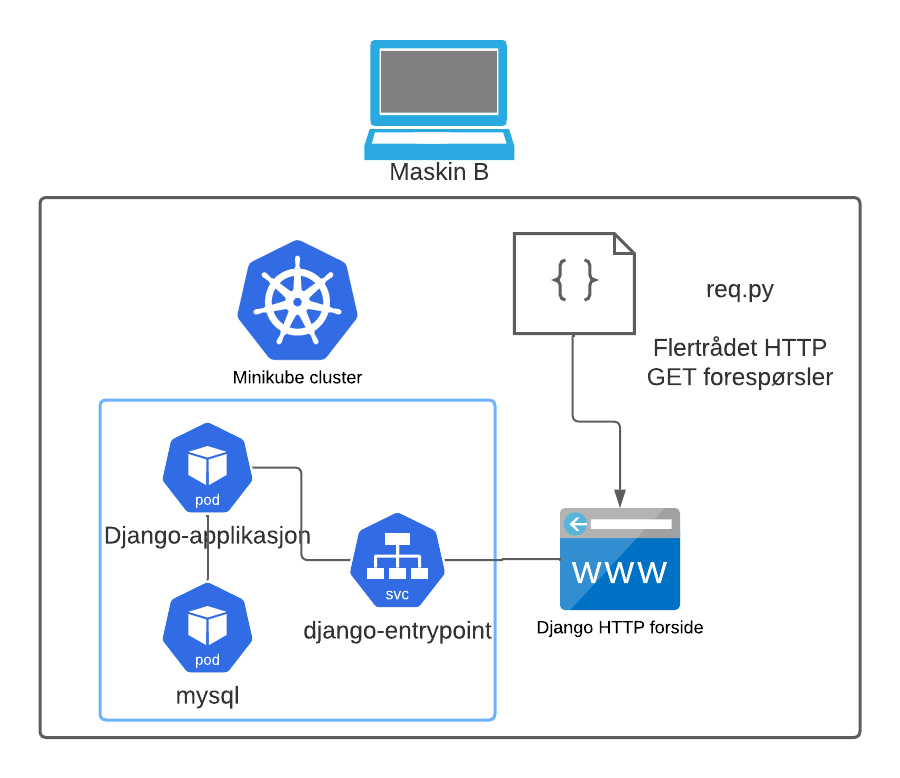 Maskin B
{ }
req.py
Flertrådet HTTP
GET forespørsler
Minikube cluster
pod
Django-applikasjon
svc
django-entrypoint
www
Django HTTP forside
pod
mysql